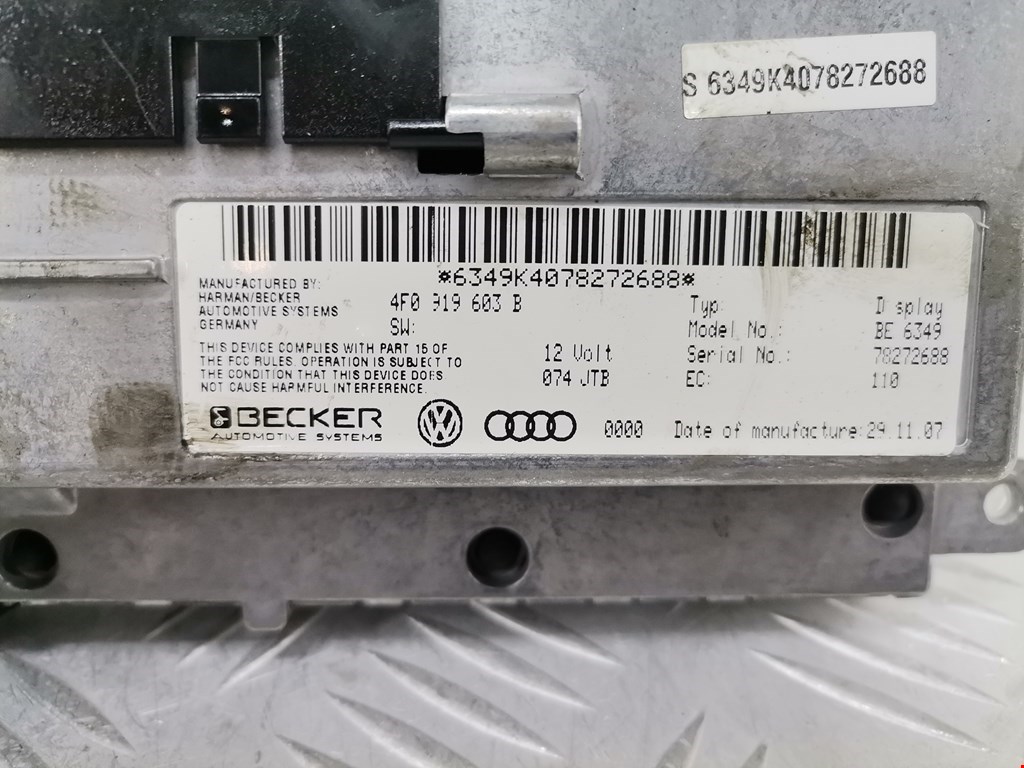 S 6349K4078272688
*6349K4078272688*
MANUFACTURED BY:
HARMAN/BECKER
AUTOMOTIVE SYSTEMS
GERMANY
4F0 919 603 B
SW:
THIS DEVICE COMPLIES WITH PART 15 OF
THE FCC RULES. OPERATION IS SUBJECT TO
THE CONDITION THAT THIS DEVICE DOES
NOT CAUSE HARMFUL INTERFERENCE.
12 Volt
074 JTB
Typ: Display
Model No.: BE 6349
Serial No.: 78272688
EC: 110
BECKER
AUTOMOTIVE SYSTEMS
0000 Date of manufacture:29.11.07